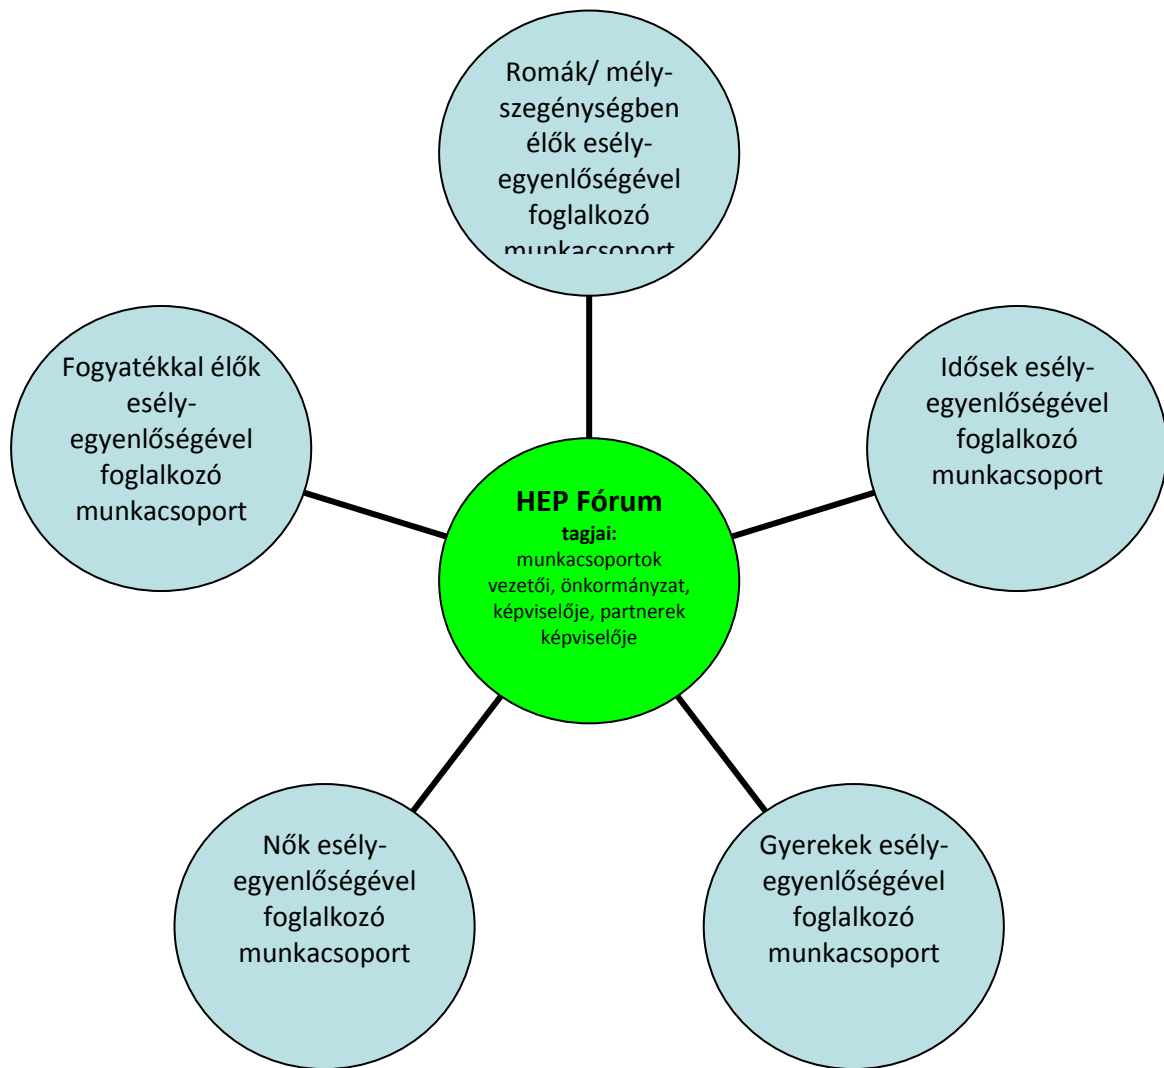 Romák/ mély-
szegénységben
élők esély-
egyenlőségével
foglalkozó
munkacsoport
Fogyatékkal élők
esély-
egyenlőségével
foglalkozó
munkacsoport
Idősek esély-
egyenlőségével
foglalkozó
munkacsoport
HEP Fórum
tagjai:
munkacsoportok
vezetői, önkormányzat,
képviselője, partnerek
képviselője
Nők esély-
egyenlőségével
foglalkozó
munkacsoport
Gyerekek esély-
egyenlőségével
foglalkozó
munkacsoport